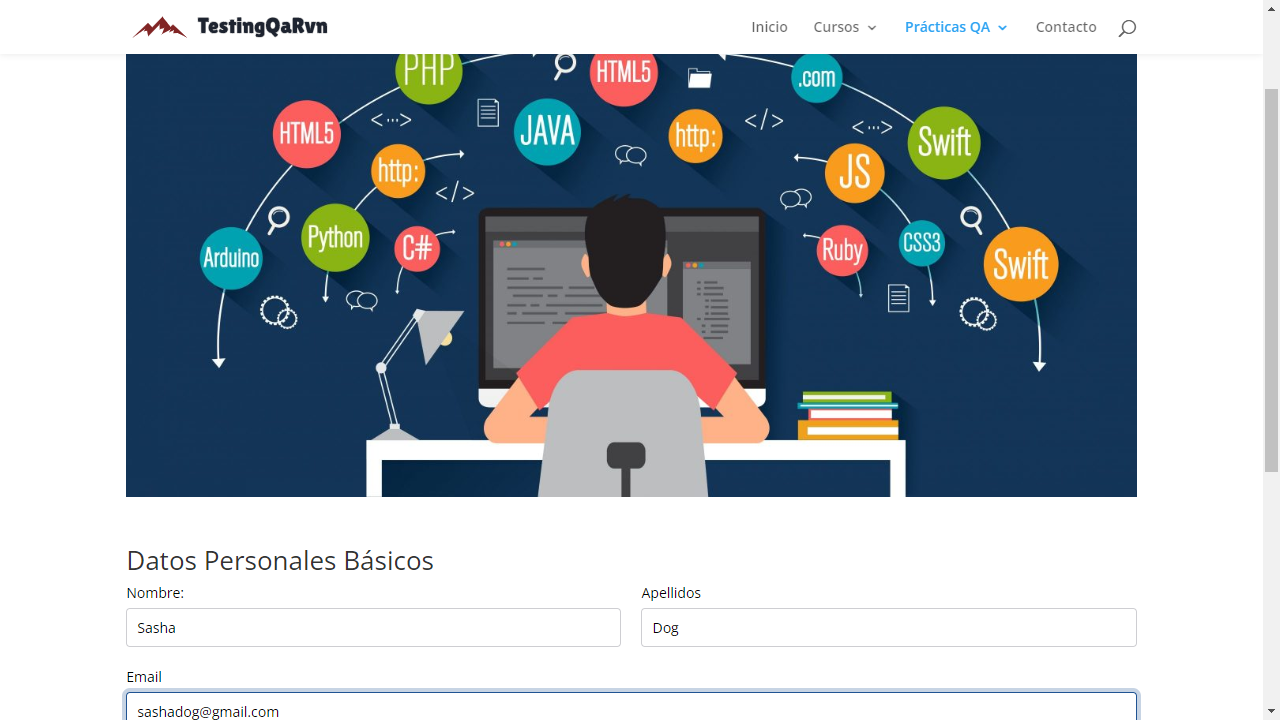 TestingQaRvn
Inicio
Cursos
Prácticas QA
Contacto
PHP
HTML5
.com
HTML5
<···>
JAVA
http:
</>
<···>
Swift
http:
</>
JS
Arduino
Python
C#
Ruby
CSS3
Swift
Datos Personales Básicos
Nombre:
Apellidos
Sasha
Dog
Email
sashadog@gmail.com